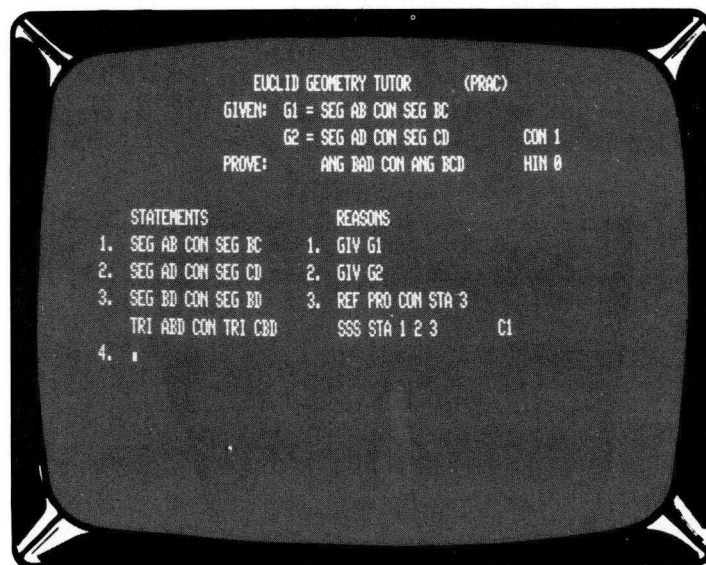 EUCLID GEOMETRY TUTOR (PRAC)
GIVEN: G1 = SEG AB CON SEG BC
G2 = SEG AD CON SEG CD CON 1
PROVE: ANG BAD CON ANG BCD HIN 0
STATEMENTS REASONS
1. SEG AB CON SEG BC 1. GIV G1
2. SEG AD CON SEG CD 2. GIV G2
3. SEG BD CON SEG BD 3. REF PRO CON STA 3
TRI ABD CON TRI CBD SSS STA 1 2 3 C1
4.